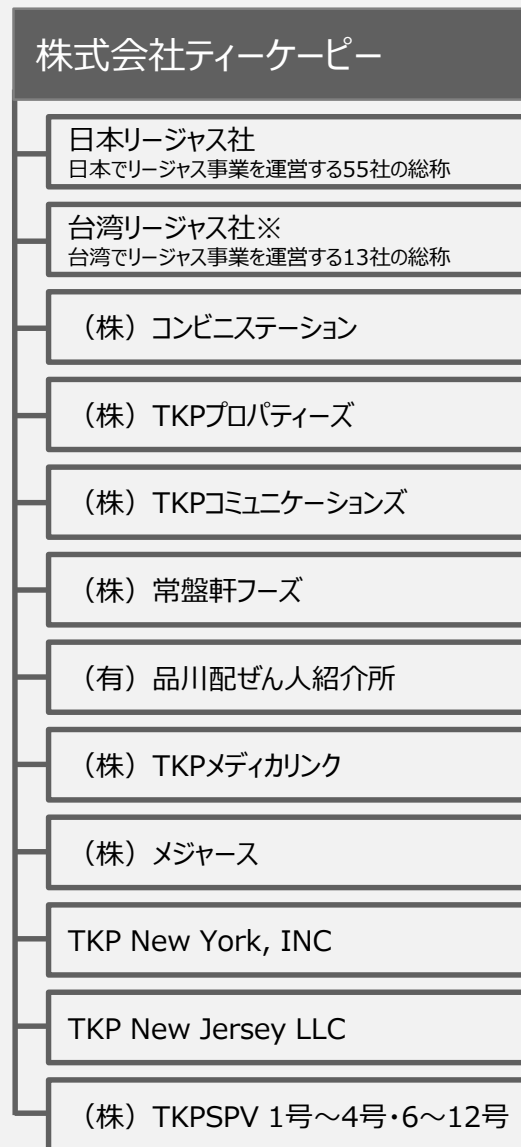 株式会社ティーケーピー
日本リージャス社
日本でリージャス事業を運営する55社の総称
台湾リージャス社※
台湾でリージャス事業を運営する13社の総称
（株）コンビニステーション
（株）TKPプロパティーズ
（株）TKPコミュニケーションズ
（株）常盤軒フーズ
（有）品川配ぜん人紹介所
（株）TKPメディカリンク
（株）メジャース
TKP New York, INC
TKP New Jersey LLC
（株）TKPSPV 1号～4号・6～12号